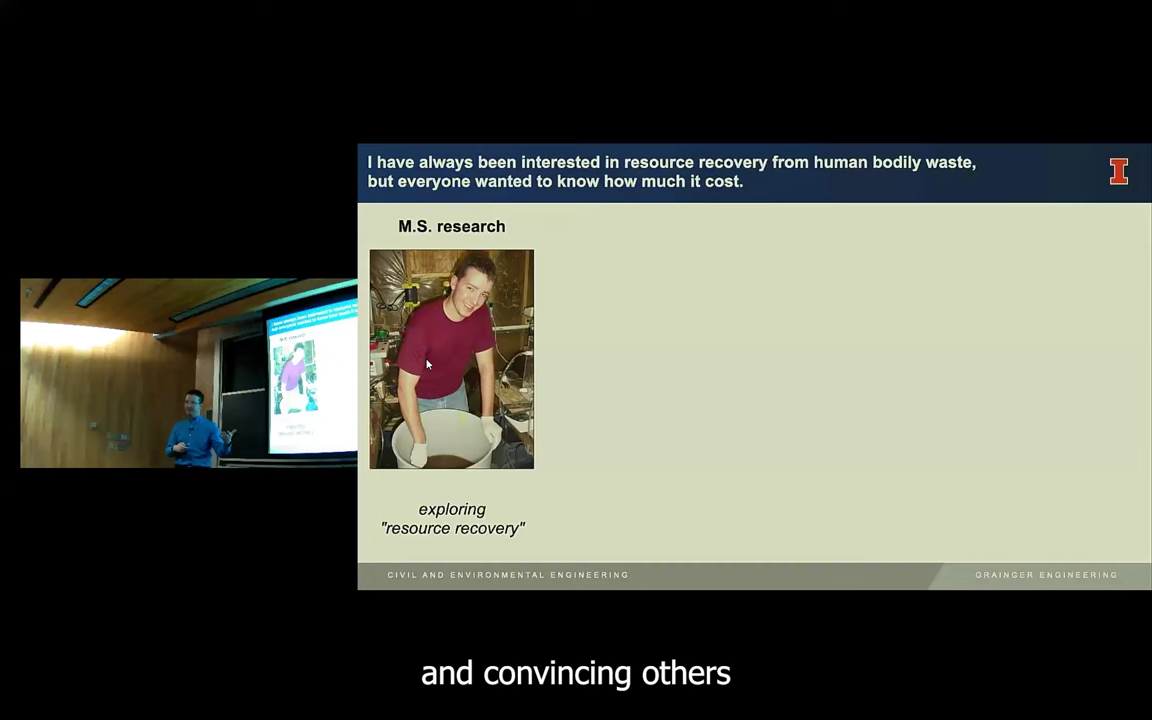 I have always been interested in resource recovery from human bodily waste,
but everyone wanted to know how much it cost.
M.S. research
exploring
"resource recovery"
CIVIL AND ENVIRONMENTAL ENGINEERING
GRAINGER ENGINEERING
and convincing others